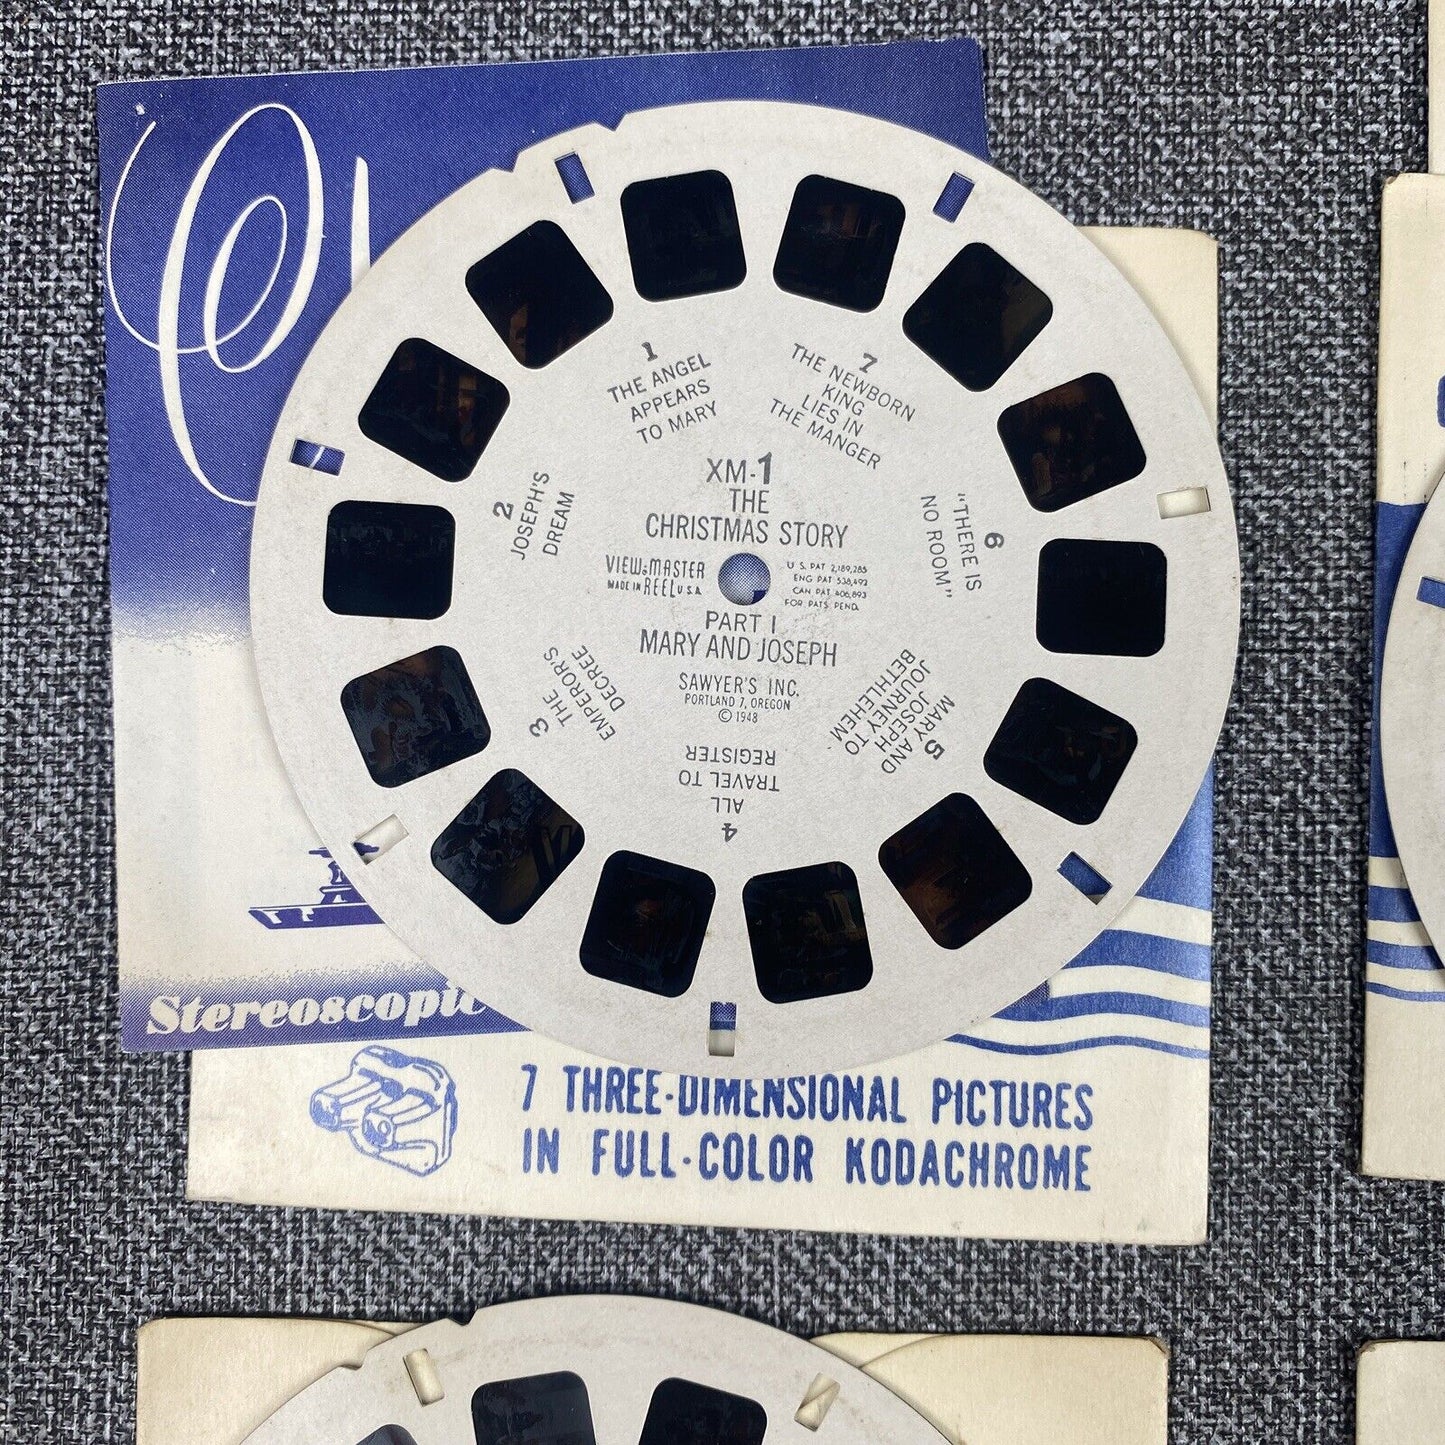 1
THE ANGEL
APPEARS
TO MARY
7
THE NEWBORN
KING
LIES IN
THE MANGER
XM-1
THE
CHRISTMAS STORY
2
JOSEPH'S
DREAM
6
"THERE IS
NO ROOM"
VIEW-MASTER
MADE IN REEL U.S.A.
U.S. PAT 2,189,285
ENG PAT 538,492
CAN PAT 406,893
FOR PATS PEND.
PART I
MARY AND JOSEPH
SAWYER'S INC.
PORTLAND 7, OREGON
© 1948
3
THE
EMPEROR'S
DECREE
5
MARY AND
JOSEPH
JOURNEY TO
BETHLEHEM
4
ALL
TRAVEL TO
REGISTER
Stereoscopic
7 THREE-DIMENSIONAL PICTURES
IN FULL-COLOR KODACHROME